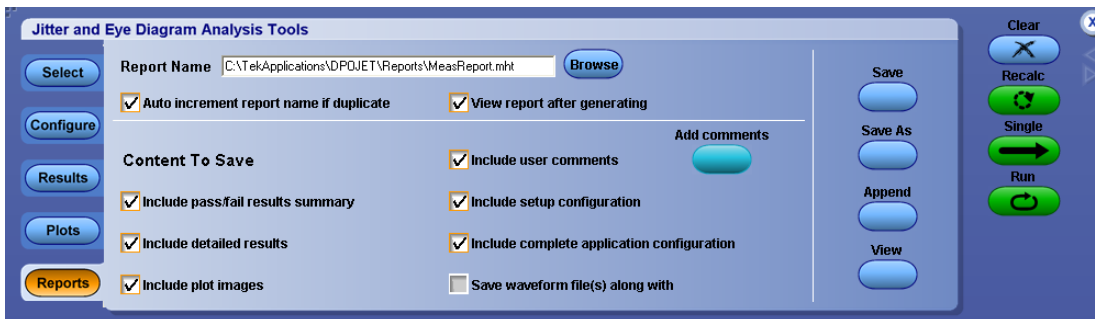 Jitter and Eye Diagram Analysis Tools
Select
Configure
Results
Plots
Reports
Report Name C:\TekApplications\DPOJET\Reports\MeasReport.mht Browse
Auto increment report name if duplicate
View report after generating
Content To Save
Add comments
Include user comments
Include pass/fail results summary
Include setup configuration
Include detailed results
Include complete application configuration
Include plot images
Save waveform file(s) along with
Save
Save As
Append
View
Clear
X
Recalc
Single
Run